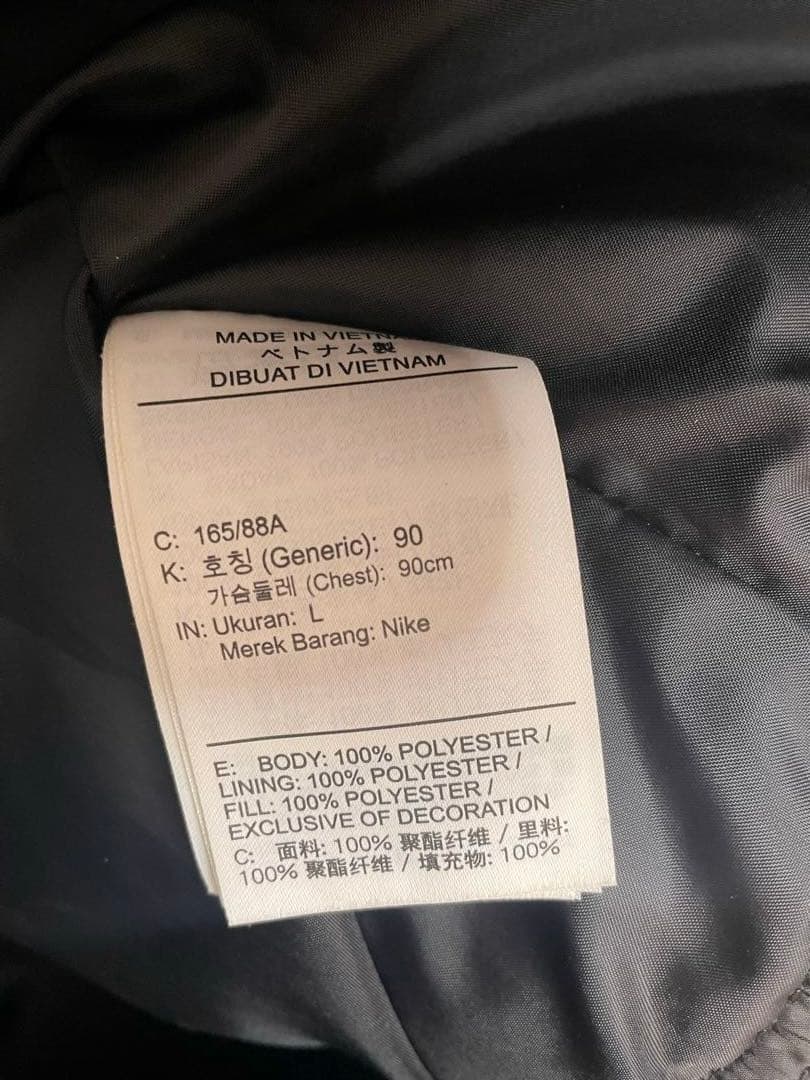 MADE IN VIETNA
ベトナム製
DIBUAT DI VIETNAM
C: 165/88A
K: 호칭 (Generic): 90
가슴둘레 (Chest): 90cm
IN: Ukuran: L
Merek Barang: Nike
E: BODY: 100% POLYESTER /
LINING: 100% POLYESTER /
FILL: 100% POLYESTER /
EXCLUSIVE OF DECORATION
C: 面料: 100% 聚酯纤维 / 里料:
100% 聚酯纤维 / 填充物: 100%